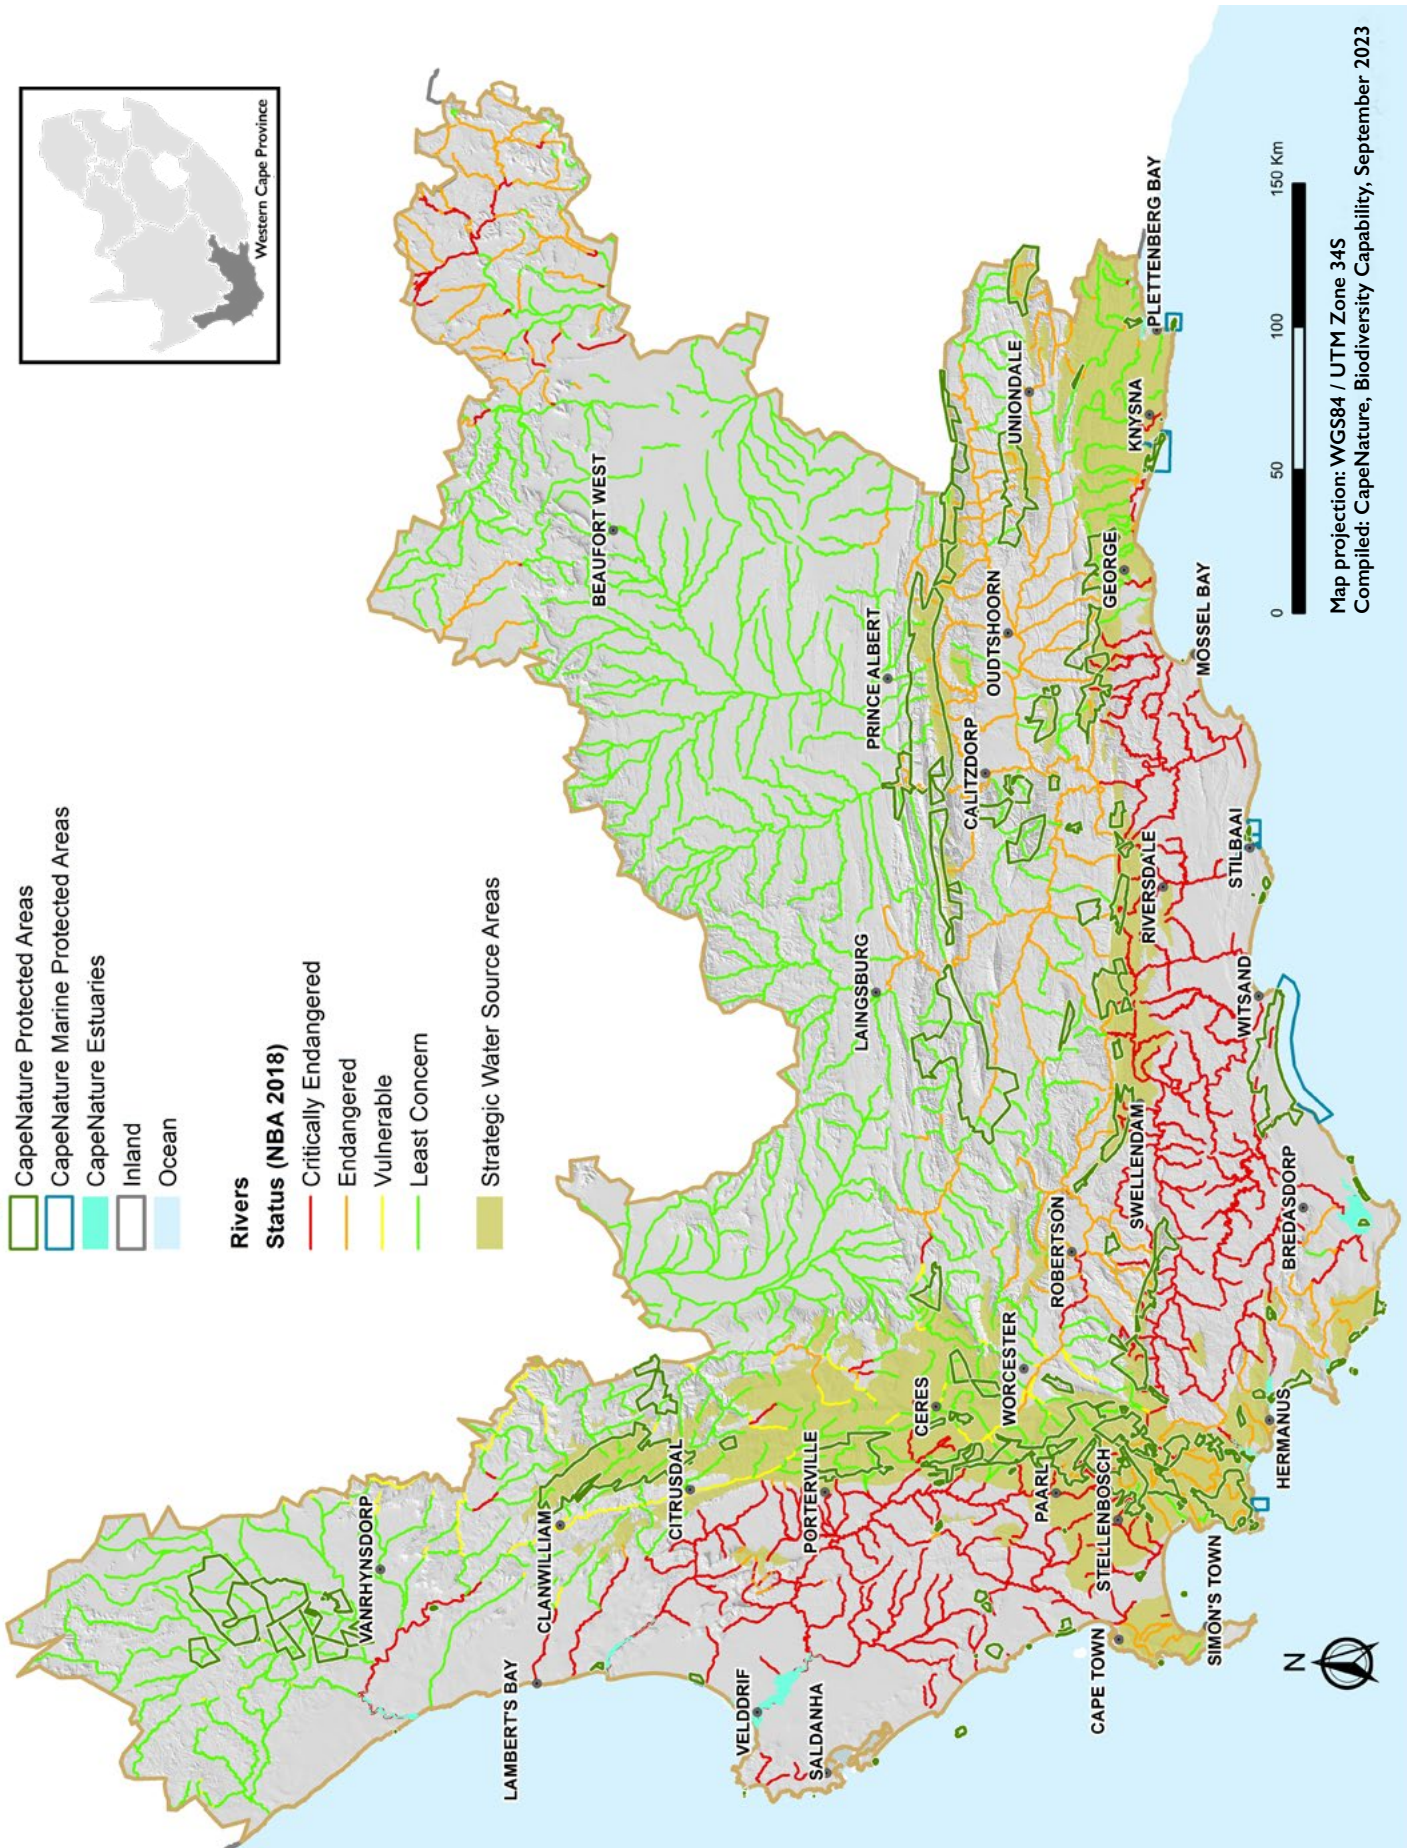 Western Cape Province
CapeNature Protected Areas
CapeNature Marine Protected Areas
CapeNature Estuaries
Inland
Ocean
Rivers
Status (NBA 2018)
Critically Endangered
Endangered
Vulnerable
Least Concern
Strategic Water Source Areas
VANRHYNSDORP
LAMBERT'S BAY
CLANWILLIAM
CITRUSDAL
VELDDRIF
SALDANHA
PORTERVILLE
CERES
WORCESTER
PAARL
STELLENBOSCH
CAPE TOWN
SIMON'S TOWN
HERMANUS
ROBERTSON
SWELLENDAM
BREDASDORP
WITSAND
LAINGSBURG
RIVERSDALE
STILBAAI
PRINCE ALBERT
CALITZDORP
OUDTSHOORN
MOSSEL BAY
BEAUFORT WEST
GEORGE
UNIONDALE
KNYSNA
PLETTENBERG BAY
N
0 50 100 150 Km
Map projection: WGS84 / UTM Zone 34S
Compiled: CapeNature, Biodiversity Capability, September 2023